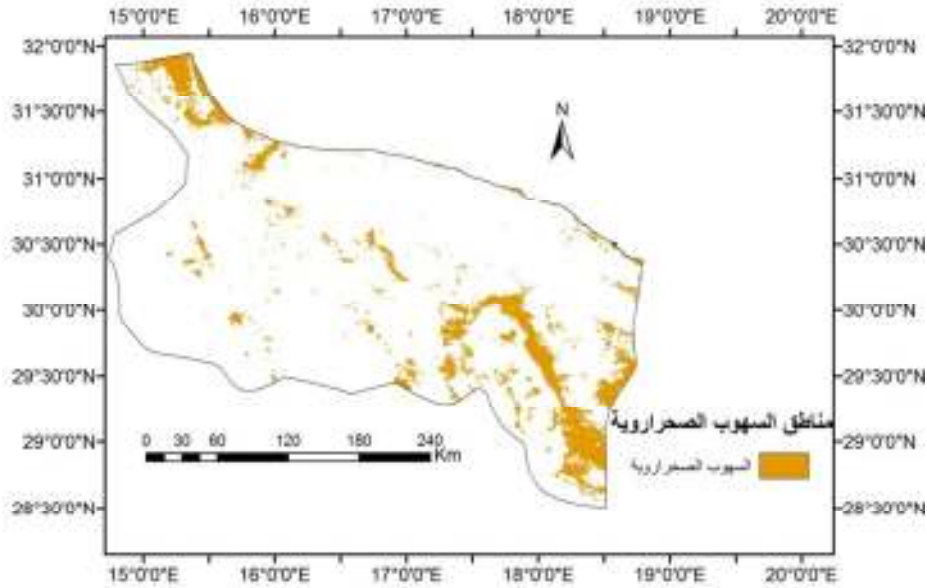 15°0'0"E 16°0'0"E 17°0'0"E 18°0'0"E 19°0'0"E 20°0'0"E
32°0'0"N 32°0'0"N
31°30'0"N 31°30'0"N
N
31°0'0"N 31°0'0"N
30°30'0"N 30°30'0"N
30°0'0"N 30°0'0"N
29°30'0"N 29°30'0"N
مناطق السهوب الصحراروية
29°0'0"N 29°0'0"N
0 30 60 120 180 240
Km
السهوب الصحراروية
28°30'0"N 28°30'0"N
15°0'0"E 16°0'0"E 17°0'0"E 18°0'0"E 19°0'0"E 20°0'0"E